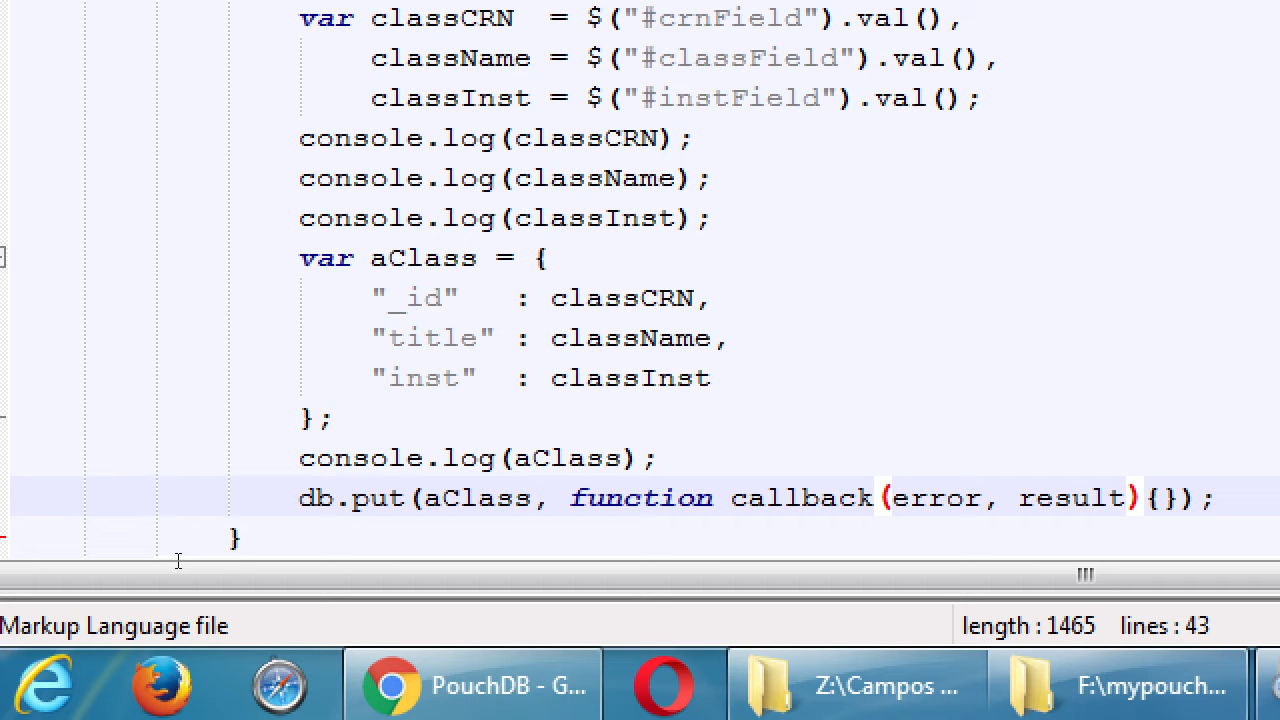 var classCRN  = $("#crnField").val(),
className = $("#classField").val(),
classInst = $("#instField").val();
console.log(classCRN);
console.log(className);
console.log(classInst);
var aClass = {
"_id"   : classCRN,
"title" : className,
"inst"  : classInst
};
console.log(aClass);
db.put(aClass, function callback(error, result){});
}
Markup Language file
length : 1465    lines : 43
PouchDB - G...
Z:\Campos ...
F:\mypouch...